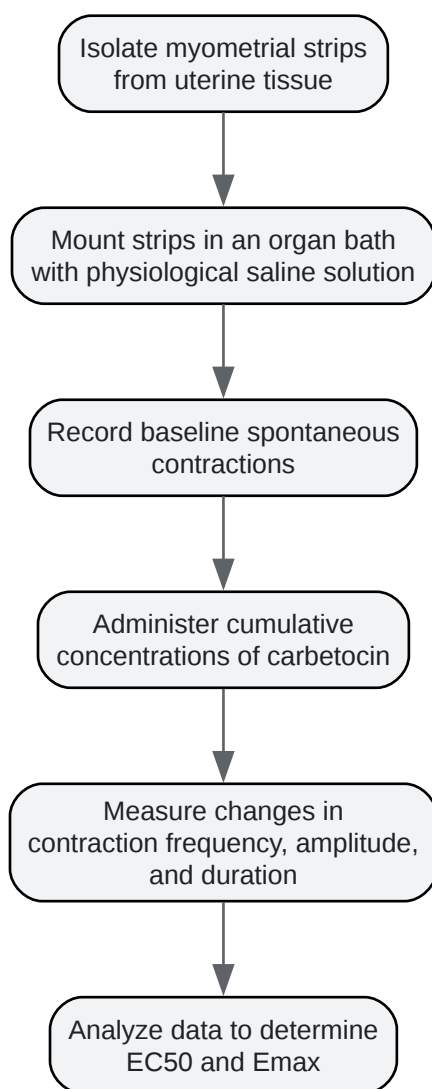 Isolate myometrial strips
from uterine tissue
Mount strips in an organ bath
with physiological saline solution
Record baseline spontaneous
contractions
Administer cumulative
concentrations of carbetocin
Measure changes in
contraction frequency, amplitude,
and duration
Analyze data to determine
EC50 and Emax